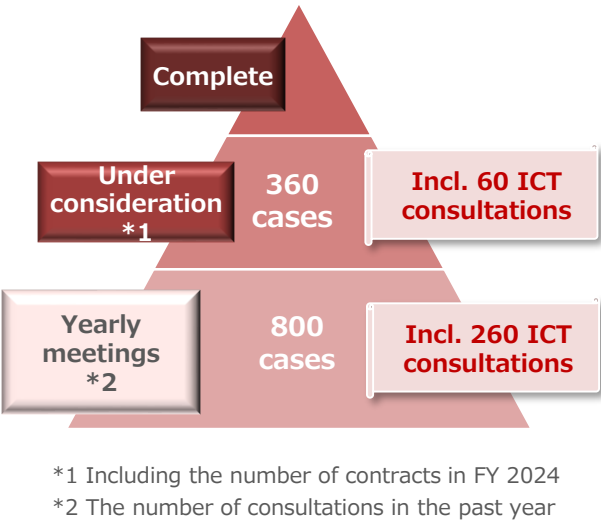 Complete
Under
consideration
*1
360
cases
Incl. 60 ICT
consultations
Yearly
meetings
*2
800
cases
Incl. 260 ICT
consultations
*1 Including the number of contracts in FY 2024
*2 The number of consultations in the past year